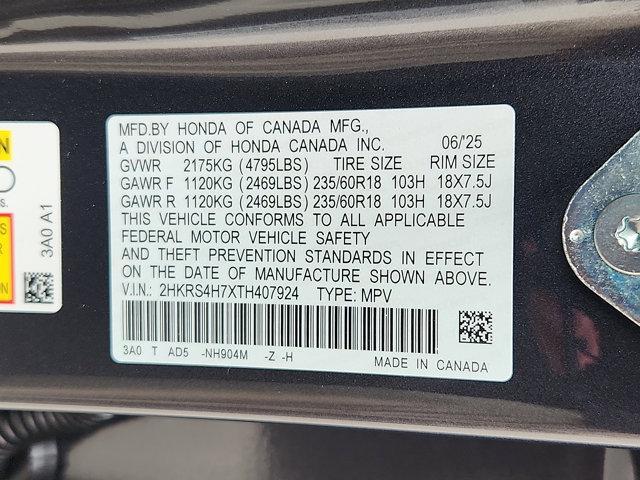 MFD.BY HONDA OF CANADA MFG.,
A DIVISION OF HONDA CANADA INC. 06/'25
GVWR 2175KG (4795LBS) TIRE SIZE RIM SIZE
GAWR F 1120KG (2469LBS) 235/60R18 103H 18X7.5J
GAWR R 1120KG (2469LBS) 235/60R18 103H 18X7.5J
THIS VEHICLE CONFORMS TO ALL APPLICABLE
FEDERAL MOTOR VEHICLE SAFETY
AND THEFT PREVENTION STANDARDS IN EFFECT
ON THE DATE OF MANUFACTURE SHOWN ABOVE.
V.I.N.: 2HKRS4H7XTH407924 TYPE: MPV
3A0 T AD5 -NH904M -Z -H MADE IN CANADA
3A0 A1